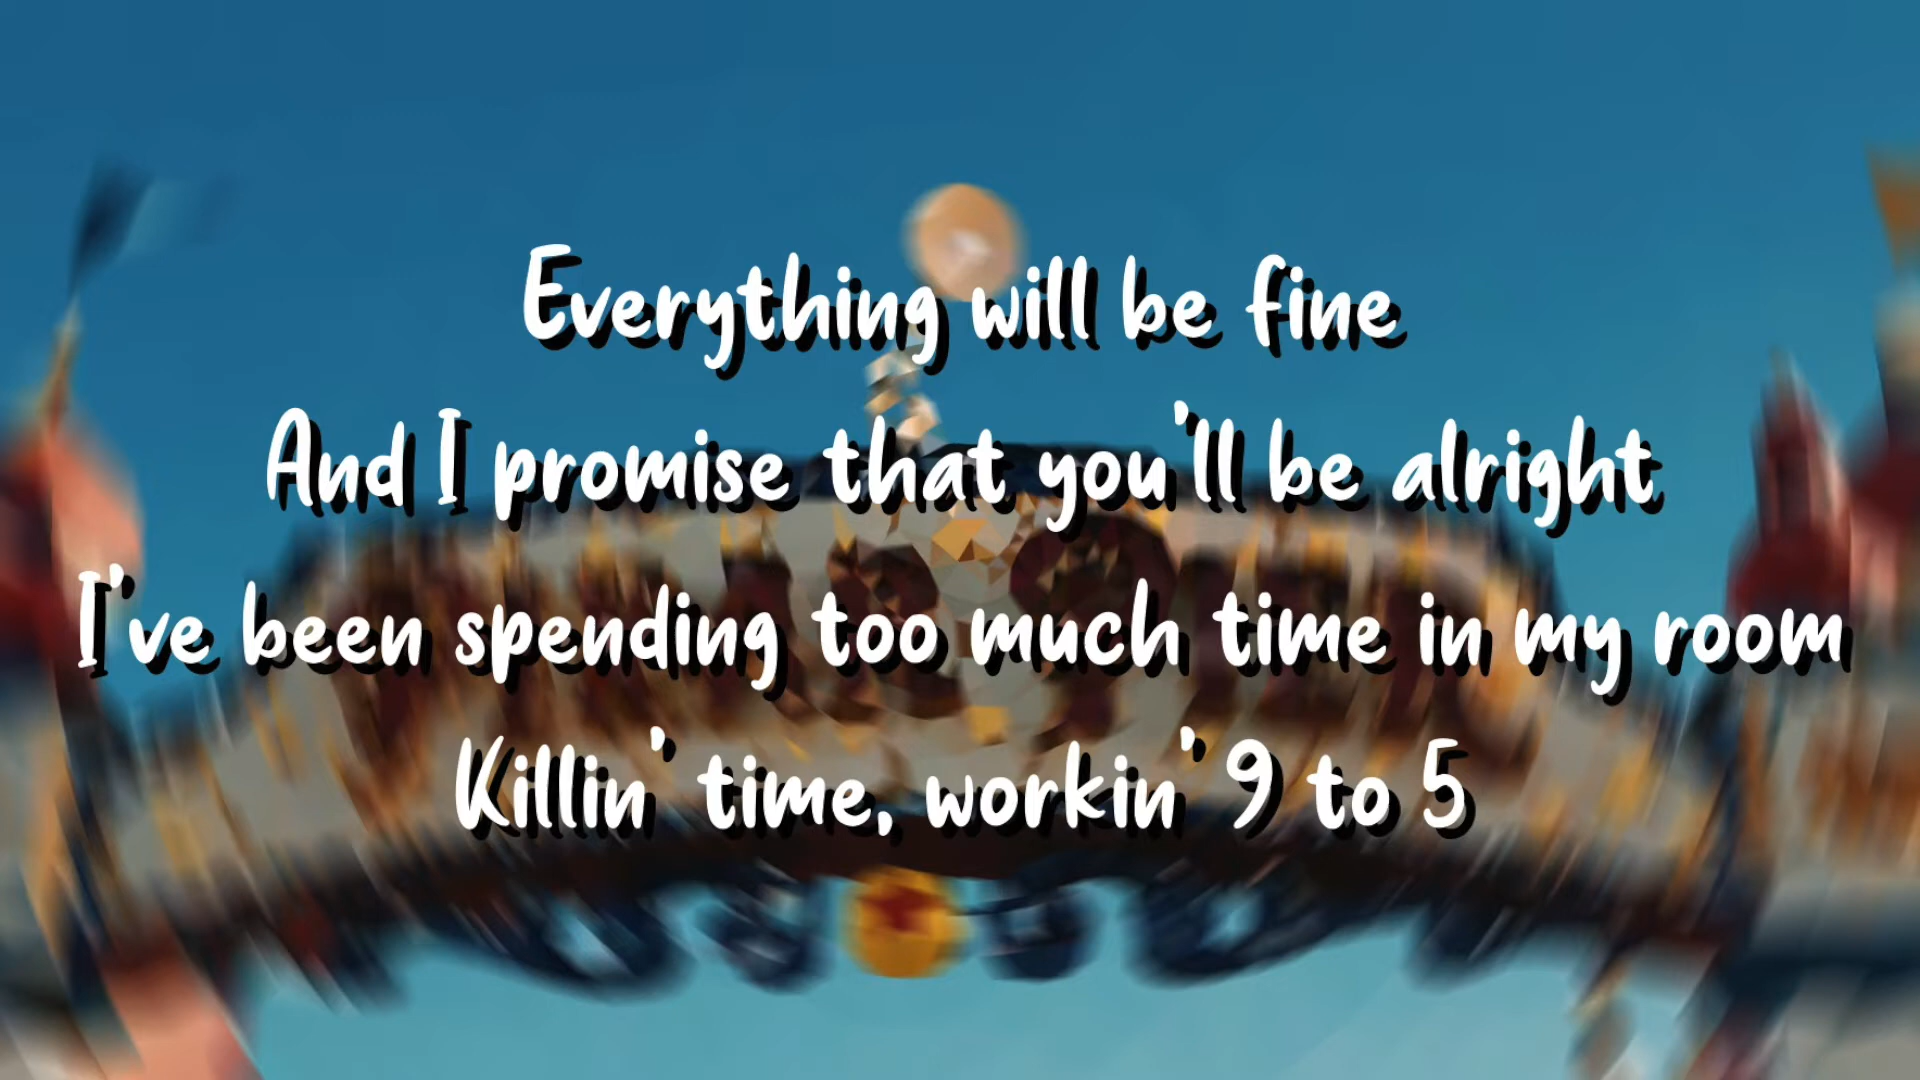 Everything will be fine
And I promise that you'll be alright
I've been spending too much time in my room
Killin' time, workin' 9 to 5